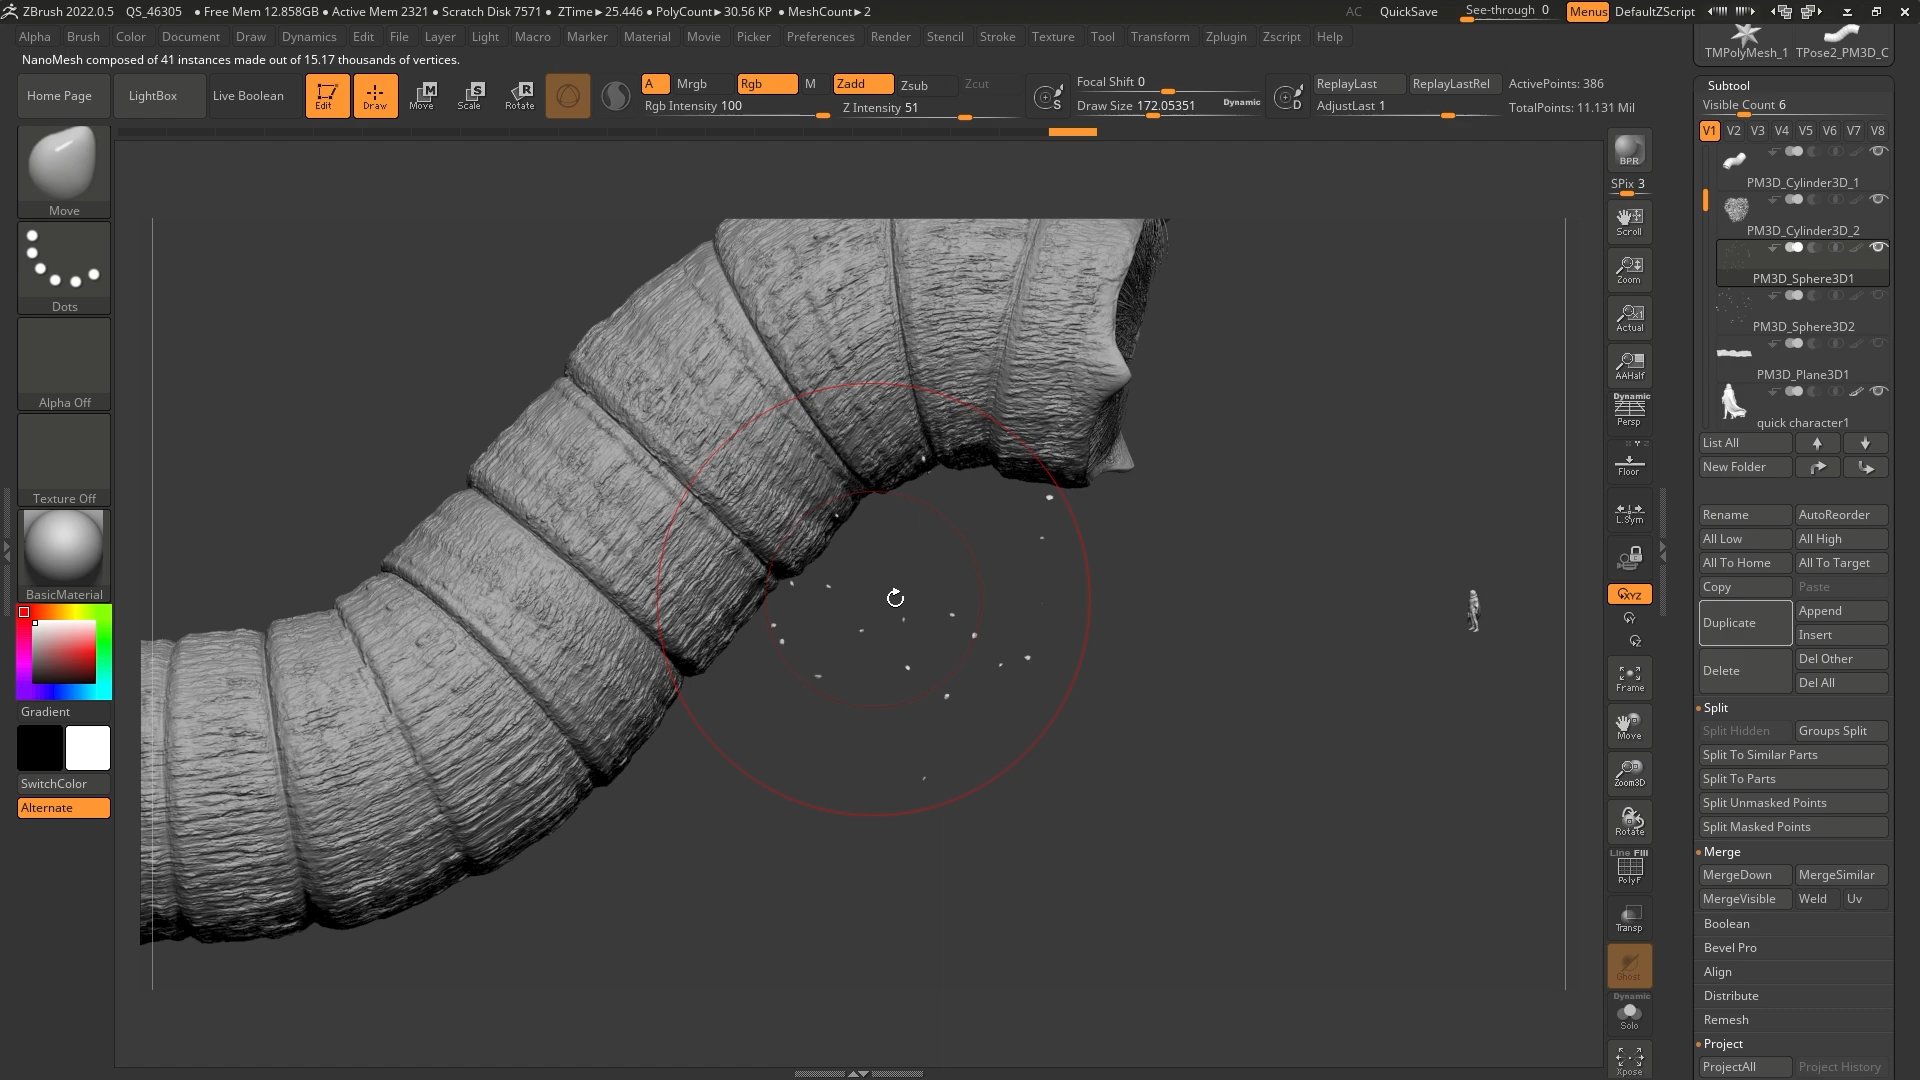 ZBrush 2022.0.5 QS_46305 • Free Mem 12.858GB • Active Mem 2321 • Scratch Disk 7571 • ZTime▸25.446 • PolyCount▸30.56 KP • MeshCount▸2 AC QuickSave See-through 0 Menus DefaultZScript
Alpha Brush Color Document Draw Dynamics Edit File Layer Light Macro Marker Material Movie Picker Preferences Render Stencil Stroke Texture Tool Transform Zplugin Zscript Help
NanoMesh composed of 41 instances made out of 15.17 thousands of vertices.
Home Page LightBox Live Boolean Edit Draw Move Scale Rotate
A Mrgb Rgb M Zadd Zsub Zcut
Rgb Intensity 100 Z Intensity 51
Focal Shift 0
Draw Size 172.05351 Dynamic
ReplayLast ReplayLastRel
AdjustLast 1
ActivePoints: 386
TotalPoints: 11.131 Mil
Move
Dots
Alpha Off
Texture Off
BasicMaterial
Gradient
SwitchColor
Alternate
BPR
SPix 3
Scroll
Zoom
Actual
AAHalf
Dynamic
Persp
Floor
L.Sym
XYZ
Y
Z
Frame
Move
Zoom3D
Rotate
Line Fill
PolyF
Transp
Ghost
Dynamic
Solo
Xpose
TMPolyMesh_1 TPose2_PM3D_C
Subtool
Visible Count 6
V1 V2 V3 V4 V5 V6 V7 V8
PM3D_Cylinder3D_1
PM3D_Cylinder3D_2
PM3D_Sphere3D1
PM3D_Sphere3D2
PM3D_Plane3D1
quick character1
List All
New Folder
Rename AutoReorder
All Low All High
All To Home All To Target
Copy Paste
Duplicate Append
Insert
Delete Del Other
Del All
Split
Split Hidden Groups Split
Split To Similar Parts
Split To Parts
Split Unmasked Points
Split Masked Points
Merge
MergeDown MergeSimilar
MergeVisible Weld Uv
Boolean
Bevel Pro
Align
Distribute
Remesh
Project
ProjectAll Project History